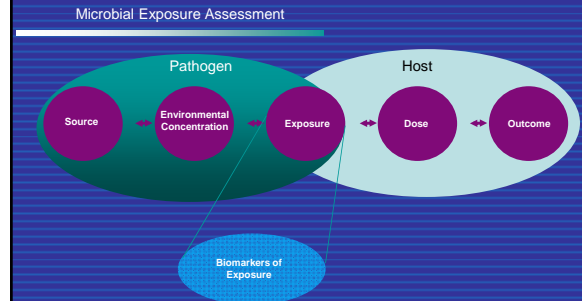 Microbial Exposure Assessment
Pathogen
Host
Source
Environmental
Concentration
Exposure
Dose
Outcome
Biomarkers of
Exposure